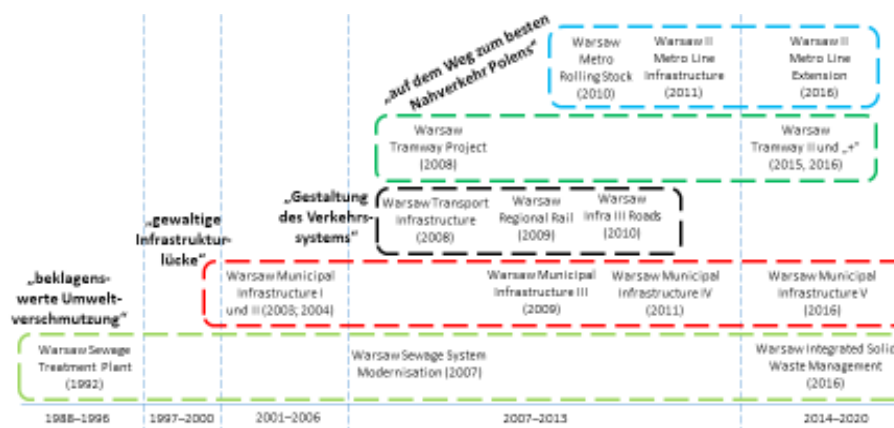 „auf dem Weg zum besten
Nahverkehr Polens“
Warsaw
Metro
Rolling Stock
(2010)
Warsaw II
Metro Line
Infrastructure
(2011)
Warsaw II
Metro Line
Extension
(2016)
Warsaw
Tramway Project
(2008)
Warsaw
Tramway II und „+“
(2015, 2016)
„Gestaltung
des Verkehrs-
systems“
Warsaw Transport
Infrastructure
(2008)
Warsaw
Regional Rail
(2009)
Warsaw
Infra III Roads
(2010)
„gewaltige
Infrastruktur-
lücke“
Warsaw Municipal
Infrastructure I
und II (2003; 2004)
Warsaw Municipal
Infrastructure III
(2009)
Warsaw Municipal
Infrastructure IV
(2011)
Warsaw Municipal
Infrastructure V
(2016)
„beklagens-
werte Umwelt-
verschmutzung“
Warsaw Sewage
Treatment Plant
(1992)
Warsaw Sewage System
Modernisation (2007)
Warsaw Integrated Solid
Waste Management
(2016)
1988–1996
1997–2000
2001–2006
2007–2013
2014–2020